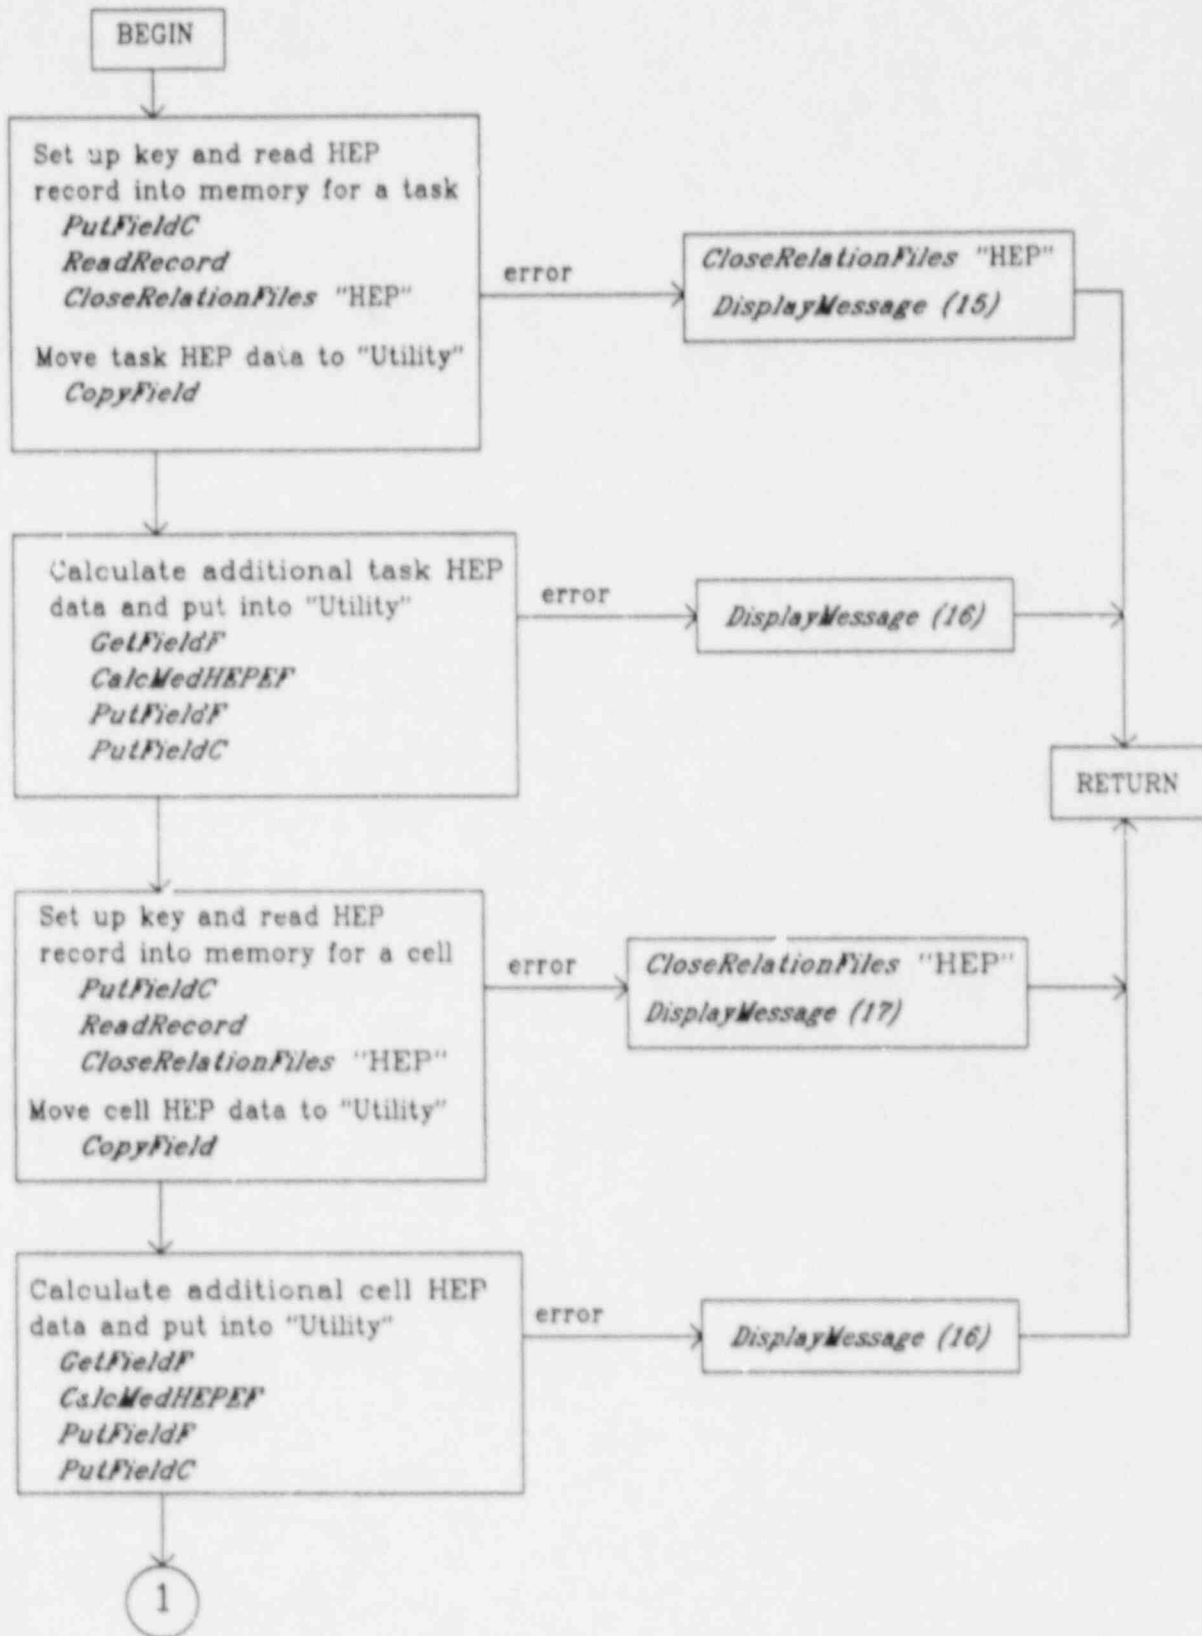 BEGIN
Set up key and read HEP
record into memory for a task
PutFieldC
ReadRecord
CloseRelationFiles "HEP"
Move task HEP data to "Utility"
CopyField
error
CloseRelationFiles "HEP"
DisplayMessage (15)
Calculate additional task HEP
data and put into "Utility"
GetFieldF
CalcMedHEPEF
PutFieldF
PutFieldC
error
DisplayMessage (16)
RETURN
Set up key and read HEP
record into memory for a cell
PutFieldC
ReadRecord
CloseRelationFiles "HEP"
Move cell HEP data to "Utility"
CopyField
error
CloseRelationFiles "HEP"
DisplayMessage (17)
Calculate additional cell HEP
data and put into "Utility"
GetFieldF
CalcMedHEPEF
PutFieldF
PutFieldC
error
DisplayMessage (16)
1